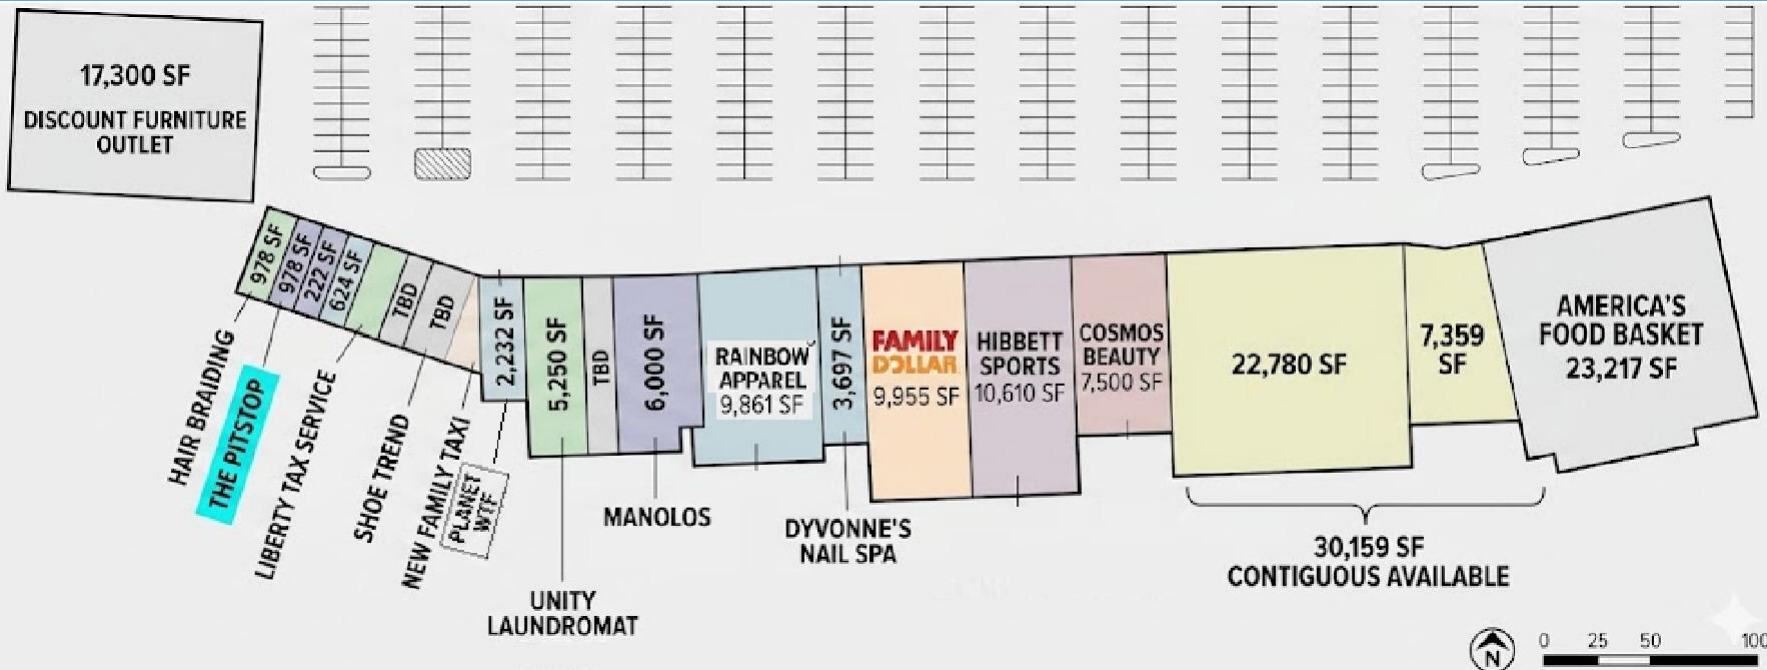 17,300 SF
DISCOUNT FURNITURE
OUTLET
978 SF
978 SF
222 SF
624 SF
TBD
TBD
2,232 SF
5,250 SF
TBD
6,000 SF
RAINBOW
APPAREL
9,861 SF
3,697 SF
FAMILY
DOLLAR
9,955 SF
HIBBETT
SPORTS
10,610 SF
COSMOS
BEAUTY
7,500 SF
22,780 SF
7,359
SF
AMERICA'S
FOOD BASKET
23,217 SF
HAIR BRAIDING
THE PITSTOP
LIBERTY TAX SERVICE
SHOE TREND
NEW FAMILY TAXI
PLANET
WTF
UNITY
LAUNDROMAT
MANOLOS
DYVONNE'S
NAIL SPA
30,159 SF
CONTIGUOUS AVAILABLE
N
0 25 50 100